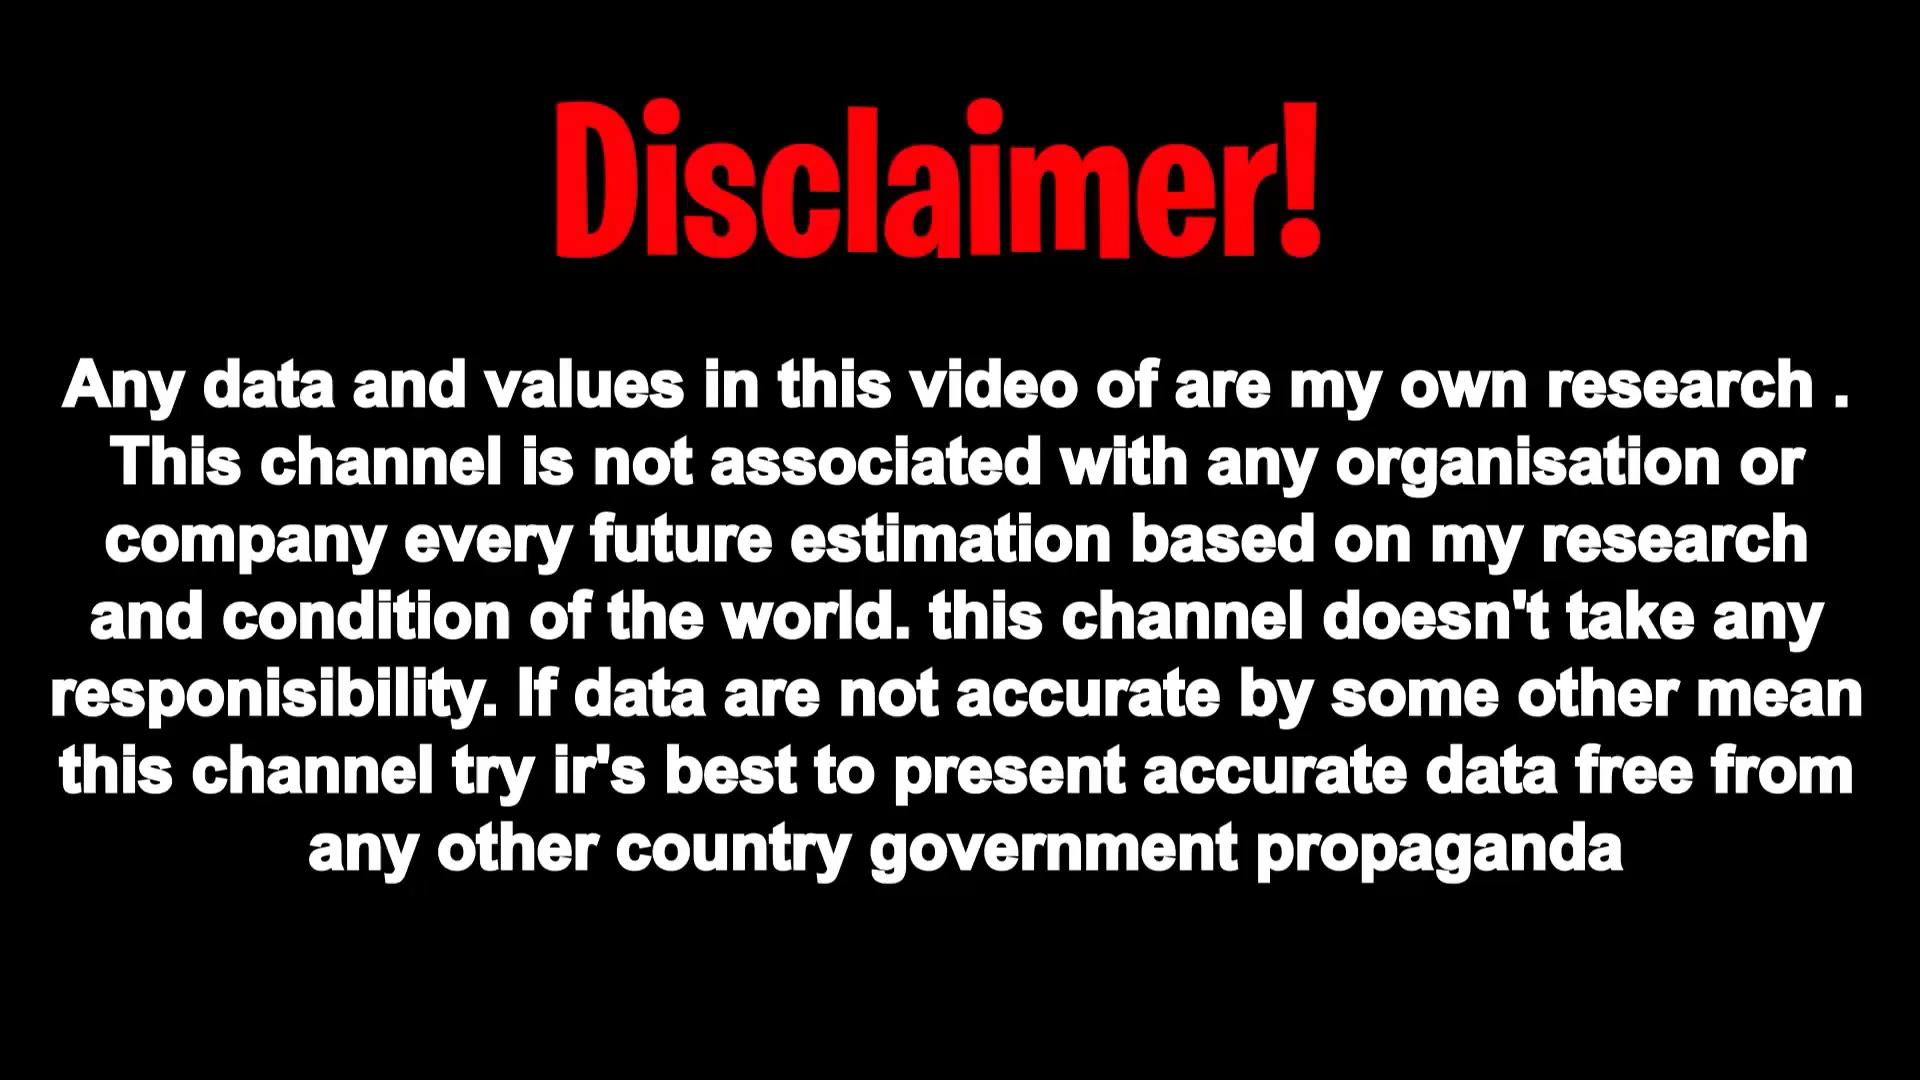 Disclaimer!
Any data and values in this video of are my own research .
This channel is not associated with any organisation or
company every future estimation based on my research
and condition of the world. this channel doesn't take any
responisibility. If data are not accurate by some other mean
this channel try ir's best to present accurate data free from
any other country government propaganda